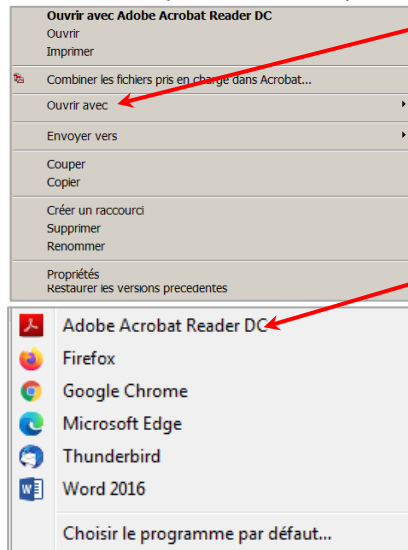 Ouvrir avec Adobe Acrobat Reader DC
Ouvrir
Imprimer
Combiner les fichiers pris en charge dans Acrobat...
Ouvrir avec
Envoyer vers
Couper
Copier
Créer un raccourci
Supprimer
Renommer
Propriétés
Restaurer les versions precedentes
Adobe Acrobat Reader DC
Firefox
Google Chrome
Microsoft Edge
Thunderbird
Word 2016
Choisir le programme par défaut...